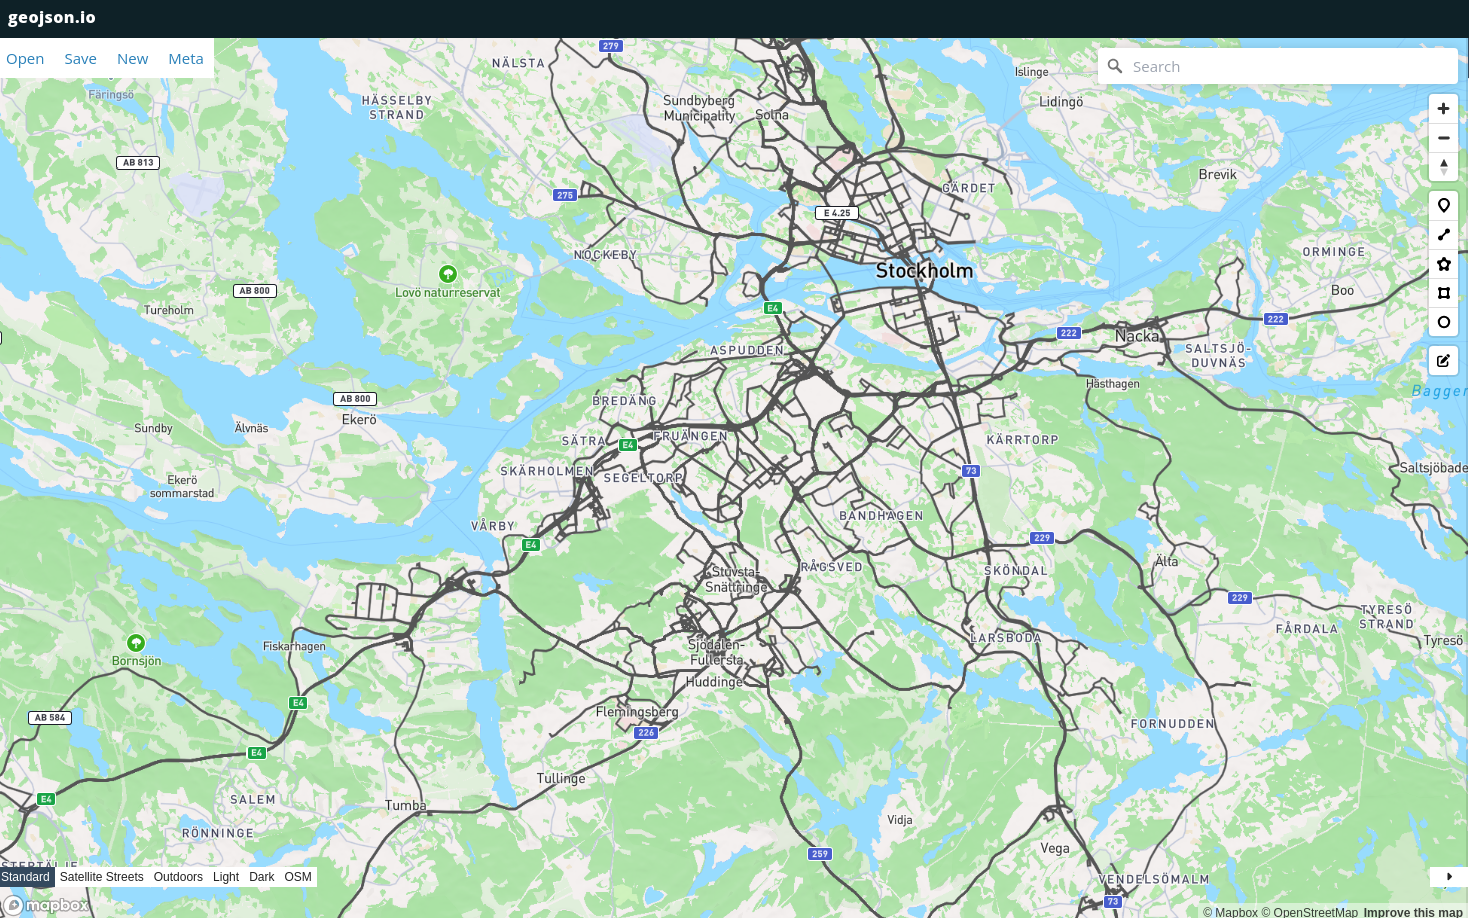 geojson.io
Open Save New Meta
Search
279
NÄLSTA
Islinge
Färingsö
HÄSSELBY
STRAND
Sundbyberg
Municipality
Solna
Lidingö
AB 813
Brevik
GÄRDET
275
E 4.25
NOCKEBY
ORMINGE
Stockholm
Lovö naturreservat
AB 800
Boo
Tureholm
E4
222
222
Nacka
ASPUDDEN
SALTSJÖ-
DUVNÄS
Hästhagen
Bagger
AB 800
BREDÄNG
Ekerö
Sundby
Älvnäs
SÄTRA
E4
FRUÄNGEN
KÄRRTORP
SKÄRHOLMEN
73
Saltsjöbade
Ekerö
sommarstad
SEGELTORP
BANDHAGEN
VÅRBY
229
E4
Älta
RÅGSVED
SKÖNDAL
Stuvsta-
Snättringe
229
TYRESÖ
STRAND
FÅRDALA
LARSBODA
Tyresö
Fiskarhagen
Sjödalen-
Fullersta
Bornsjön
Huddinge
E4
AB 584
Flemingsberg
FORNUDDEN
226
E4
Tullinge
E4
SALEM
Tumba
Vidja
RÖNNINGE
Vega
259
VENDELSÖMALM
73
Standard Satellite Streets Outdoors Light Dark OSM
mapbox
© Mapbox © OpenStreetMap Improve this map